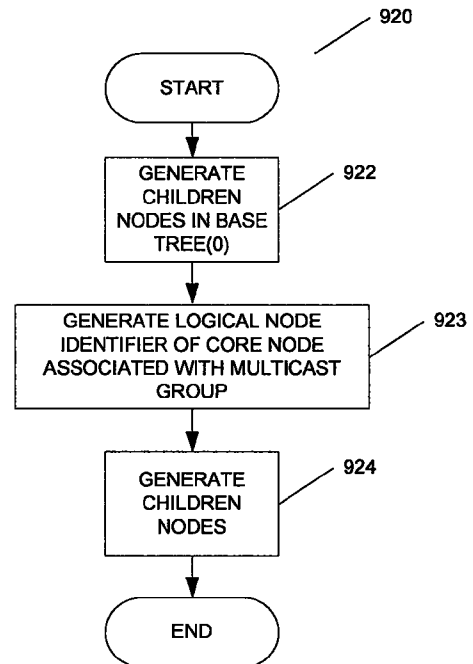 920
START
GENERATE
CHILDREN
NODES IN BASE
TREE(0)
922
GENERATE LOGICAL NODE
IDENTIFIER OF CORE NODE
ASSOCIATED WITH MULTICAST
GROUP
923
GENERATE
CHILDREN
NODES
924
END